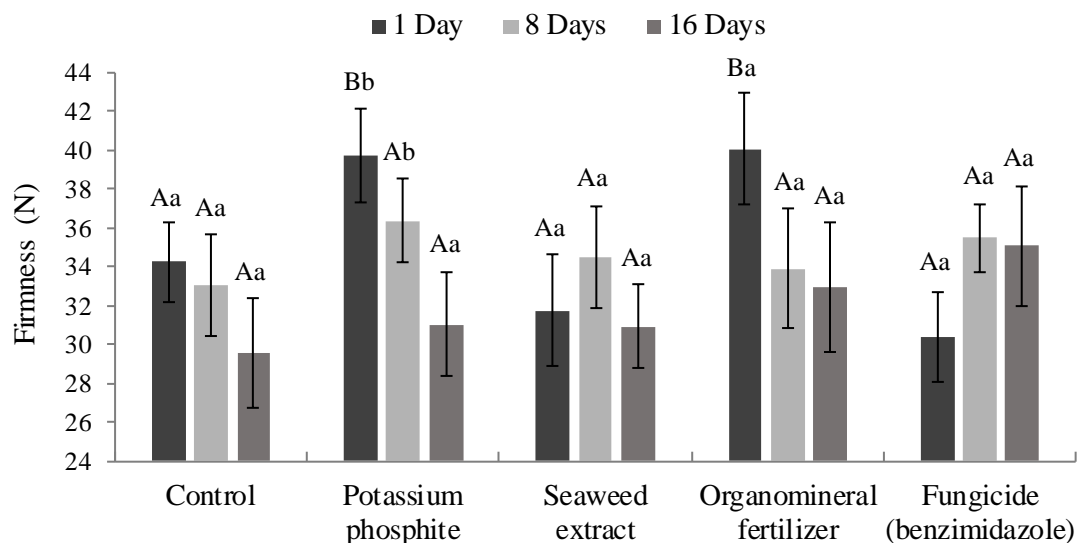 1 Day 8 Days 16 Days
Firmness (N)
44
42
40
38
36
34
32
30
28
26
24
Aa Aa Aa
Bb Ab Aa
Aa Aa Aa
Ba Aa Aa
Aa Aa Aa
Control
Potassium
phosphite
Seaweed
extract
Organomineral
fertilizer
Fungicide
(benzimidazole)